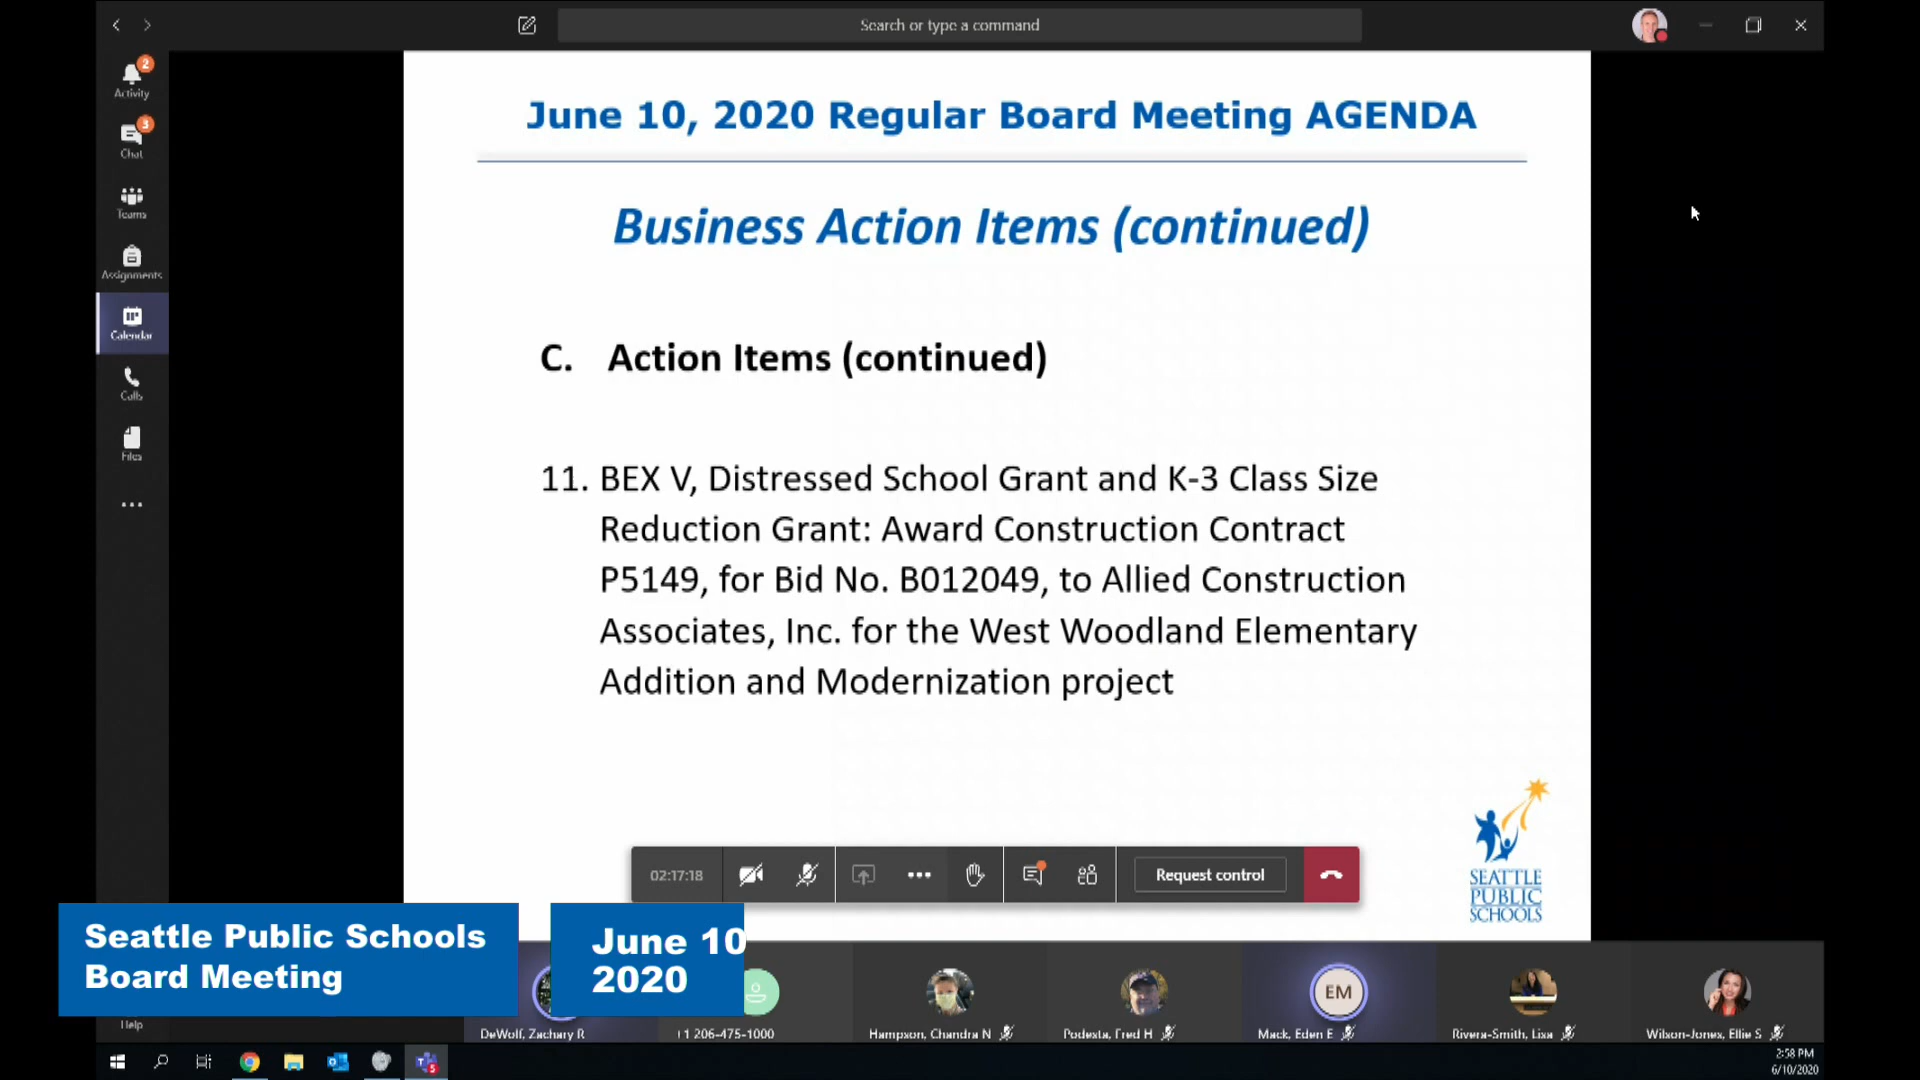 Search or type a command
2
Activity
3
Chat
Teams
Assignments
Calendar
Calls
Files
June 10, 2020 Regular Board Meeting AGENDA
Business Action Items (continued)
C. Action Items (continued)
11. BEX V, Distressed School Grant and K-3 Class Size
Reduction Grant: Award Construction Contract
P5149, for Bid No. B012049, to Allied Construction
Associates, Inc. for the West Woodland Elementary
Addition and Modernization project
SEATTLE
PUBLIC
SCHOOLS
02:17:18
Request control
Seattle Public Schools
Board Meeting
June 10
2020
EM
Help
DeWolf, Zachary R
+1 206-475-1000
Hampson, Chandra N
Podesta, Fred H
Mack, Eden E
Rivera-Smith, Lisa
Wilson-Jones, Ellie S
5
2:58 PM
6/10/2020